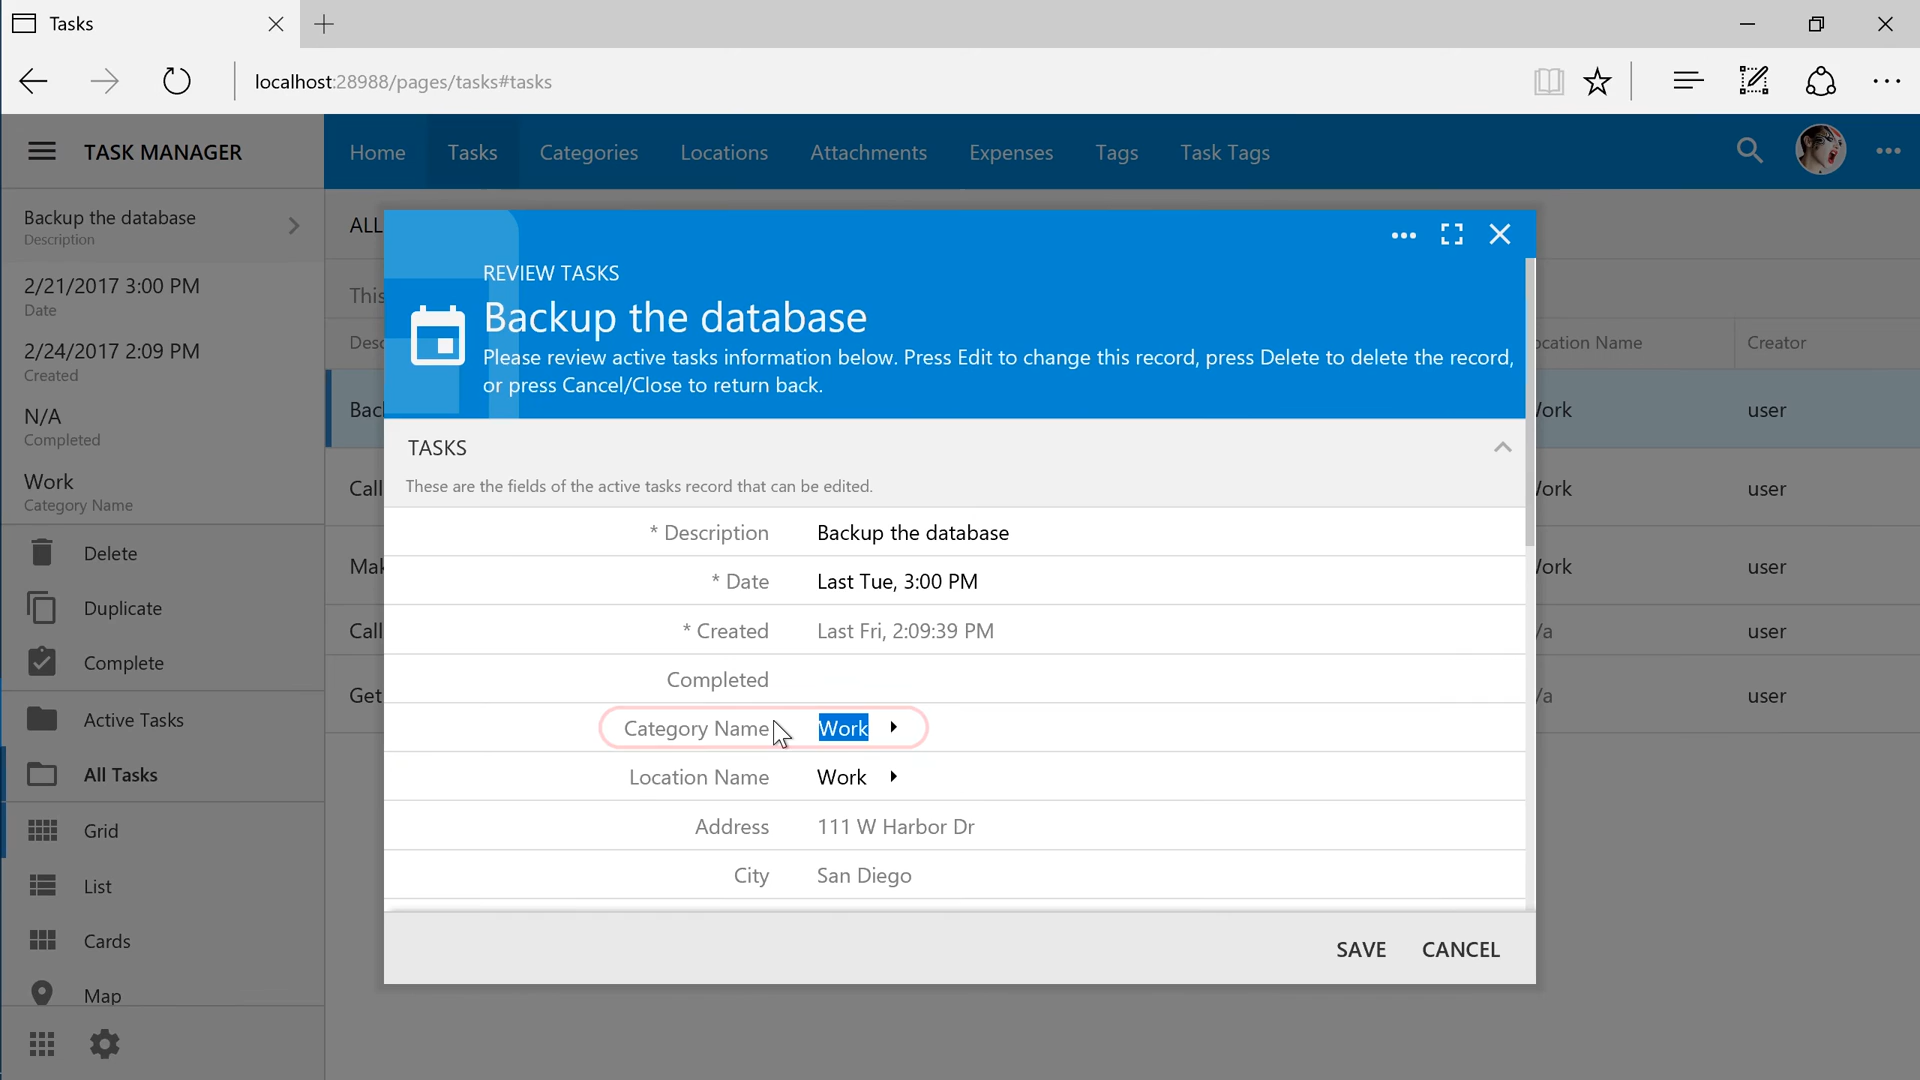 Tasks
localhost:28988/pages/tasks#tasks
TASK MANAGER
Home
Tasks
Categories
Locations
Attachments
Expenses
Tags
Task Tags
Backup the database
Description
2/21/2017 3:00 PM
Date
2/24/2017 2:09 PM
Created
N/A
Completed
Work
Category Name
Delete
Duplicate
Complete
Active Tasks
All Tasks
Grid
List
Cards
Map
ALL
This
Desc
ocation Name
Creator
Back
Work
user
Call
Work
user
Mak
Work
user
Call
/a
user
Get
/a
user
REVIEW TASKS
Backup the database
Please review active tasks information below. Press Edit to change this record, press Delete to delete the record,
or press Cancel/Close to return back.
TASKS
These are the fields of the active tasks record that can be edited.
* Description Backup the database
* Date Last Tue, 3:00 PM
* Created Last Fri, 2:09:39 PM
Completed
Category Name Work
Location Name Work
Address 111 W Harbor Dr
City San Diego
SAVE CANCEL